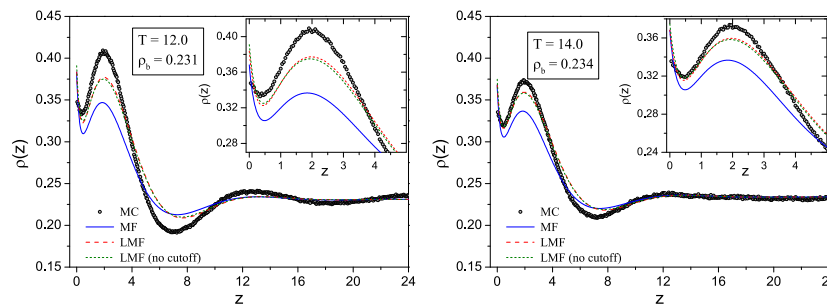 0.45
0.40
0.35
0.30
0.25
0.20
0.15
ρ(z)
0 4 8 12 16 20 24
z
T = 12.0
ρb = 0.231
MC
MF
LMF
LMF (no cutoff)
0.40
0.36
0.32
0.28
ρ(z)
0 1 2 3 4
z
0.45
0.40
0.35
0.30
0.25
0.20
0.15
ρ(z)
0 4 8 12 16 20 24
z
T = 14.0
ρb = 0.234
MC
MF
LMF
LMF (no cutoff)
0.36
0.32
0.28
0.24
ρ(z)
0 1 2 3 4
z